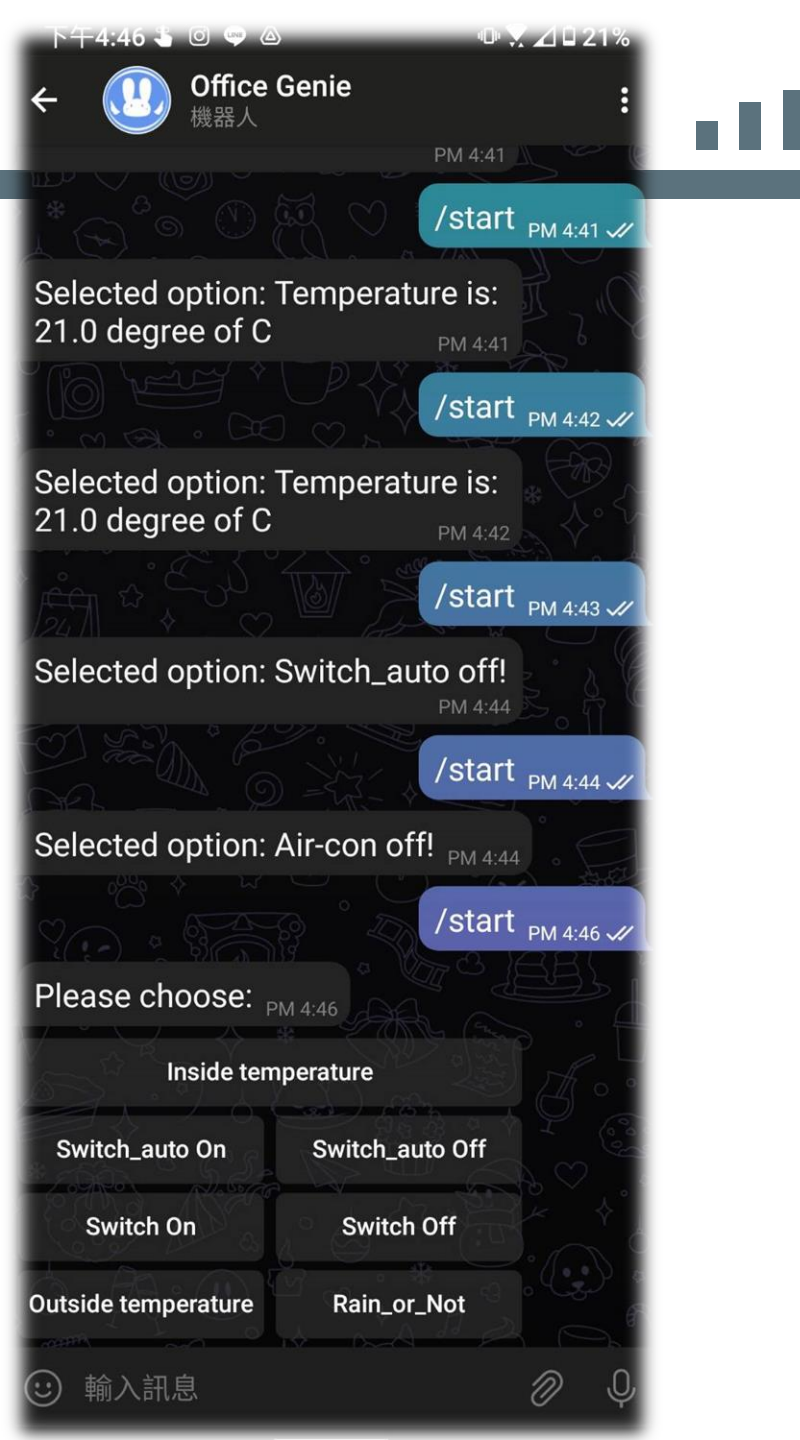 下午4:46 21%
Office Genie
機器人
PM 4:41
/start PM 4:41
Selected option: Temperature is:
21.0 degree of C
PM 4:41
/start PM 4:42
Selected option: Temperature is:
21.0 degree of C
PM 4:42
/start PM 4:43
Selected option: Switch_auto off!
PM 4:44
/start PM 4:44
Selected option: Air-con off! PM 4:44
/start PM 4:46
Please choose: PM 4:46
Inside temperature
Switch_auto On Switch_auto Off
Switch On Switch Off
Outside temperature Rain_or_Not
輸入訊息